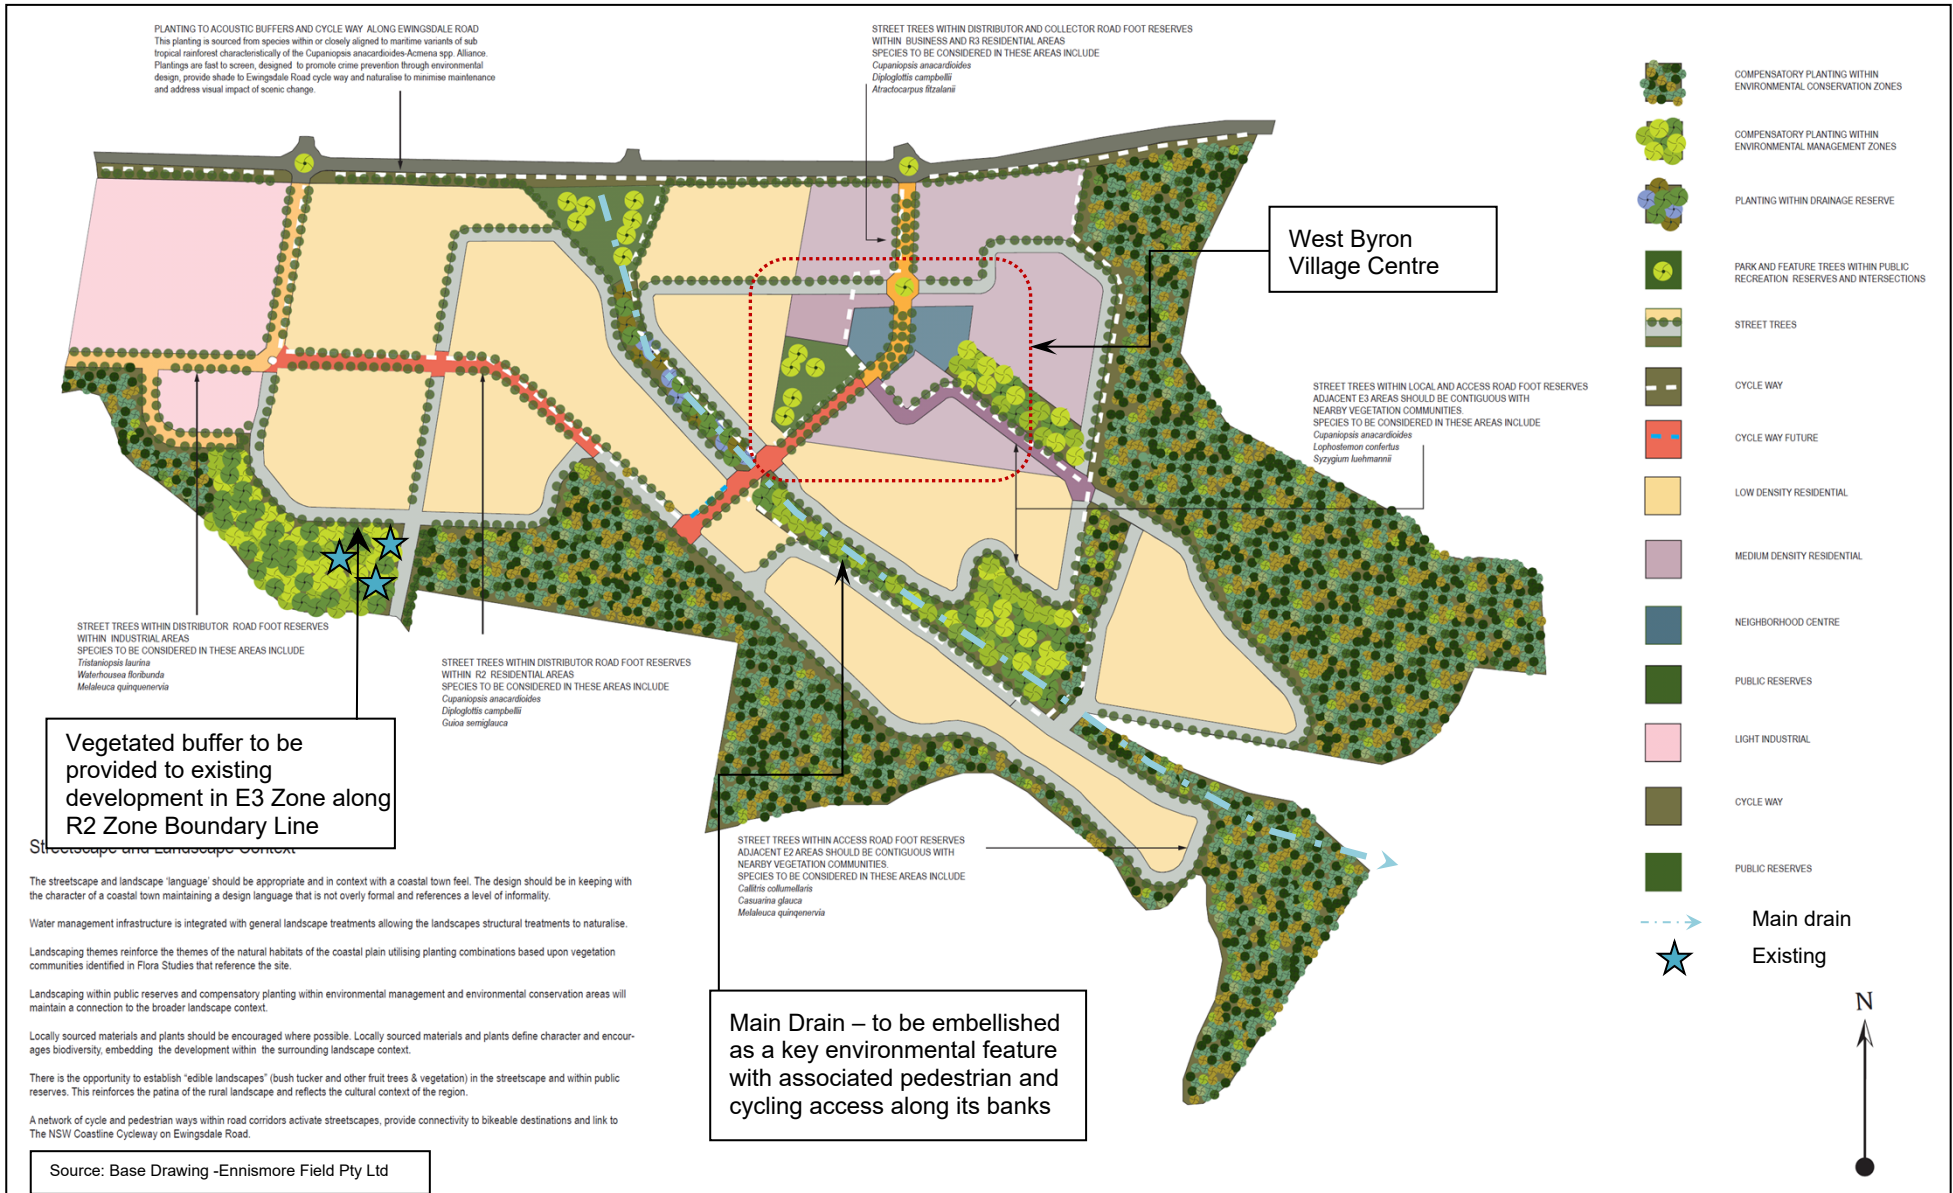 PLANTING TO ACOUSTIC BUFFERS AND CYCLE WAY ALONG EWINGSDALE ROAD
This planting is sourced from species within or closely aligned to maritime variants of sub
tropical rainforest characteristically of the Cupaniopsis anacardioides-Acmena spp. Alliance.
Plantings are fast to screen, designed to promote crime prevention through environmental
design, provide shade to Ewingsdale Road cycle way and naturalise to minimise maintenance
and address visual impact of scenic change.
STREET TREES WITHIN DISTRIBUTOR AND COLLECTOR ROAD FOOT RESERVES
WITHIN BUSINESS AND R3 RESIDENTIAL AREAS
SPECIES TO BE CONSIDERED IN THESE AREAS INCLUDE
Cupaniopsis anacardioides
Diploglottis campbellii
Atractocarpus fitzalanii
West Byron
Village Centre
STREET TREES WITHIN LOCAL AND ACCESS ROAD FOOT RESERVES
ADJACENT E3 AREAS SHOULD BE CONTIGUOUS WITH
NEARBY VEGETATION COMMUNITIES.
SPECIES TO BE CONSIDERED IN THESE AREAS INCLUDE
Cupaniopsis anacardioides
Lophostemon confertus
Syzygium luehmannii
STREET TREES WITHIN DISTRIBUTOR ROAD FOOT RESERVES
WITHIN INDUSTRIAL AREAS
SPECIES TO BE CONSIDERED IN THESE AREAS INCLUDE
Tristaniopsis laurina
Waterhousea floribunda
Melaleuca quinquenervia
STREET TREES WITHIN DISTRIBUTOR ROAD FOOT RESERVES
WITHIN R2 RESIDENTIAL AREAS
SPECIES TO BE CONSIDERED IN THESE AREAS INCLUDE
Cupaniopsis anacardioides
Diploglottis campbellii
Guioa semiglauca
Vegetated buffer to be
provided to existing
development in E3 Zone along
R2 Zone Boundary Line
STREET TREES WITHIN ACCESS ROAD FOOT RESERVES
ADJACENT E2 AREAS SHOULD BE CONTIGUOUS WITH
NEARBY VEGETATION COMMUNITIES.
SPECIES TO BE CONSIDERED IN THESE AREAS INCLUDE
Callitris collumellaris
Casuarina glauca
Melaleuca quinqenervia
Main Drain – to be embellished
as a key environmental feature
with associated pedestrian and
cycling access along its banks
Streetscape and Landscape Context
The streetscape and landscape 'language' should be appropriate and in context with a coastal town feel. The design should be in keeping with
the character of a coastal town maintaining a design language that is not overly formal and references a level of informality.
Water management infrastructure is integrated with general landscape treatments allowing the landscapes structural treatments to naturalise.
Landscaping themes reinforce the themes of the natural habitats of the coastal plain utilising planting combinations based upon vegetation
communities identified in Flora Studies that reference the site.
Landscaping within public reserves and compensatory planting within environmental management and environmental conservation areas will
maintain a connection to the broader landscape context.
Locally sourced materials and plants should be encouraged where possible. Locally sourced materials and plants define character and encour-
ages biodiversity, embedding the development within the surrounding landscape context.
There is the opportunity to establish "edible landscapes" (bush tucker and other fruit trees & vegetation) in the streetscape and within public
reserves. This reinforces the patina of the rural landscape and reflects the cultural context of the region.
A network of cycle and pedestrian ways within road corridors activate streetscapes, provide connectivity to bikeable destinations and link to
The NSW Coastline Cycleway on Ewingsdale Road.
Source: Base Drawing -Ennismore Field Pty Ltd
COMPENSATORY PLANTING WITHIN
ENVIRONMENTAL CONSERVATION ZONES
COMPENSATORY PLANTING WITHIN
ENVIRONMENTAL MANAGEMENT ZONES
PLANTING WITHIN DRAINAGE RESERVE
PARK AND FEATURE TREES WITHIN PUBLIC
RECREATION RESERVES AND INTERSECTIONS
STREET TREES
CYCLE WAY
CYCLE WAY FUTURE
LOW DENSITY RESIDENTIAL
MEDIUM DENSITY RESIDENTIAL
NEIGHBORHOOD CENTRE
PUBLIC RESERVES
LIGHT INDUSTRIAL
CYCLE WAY
PUBLIC RESERVES
Main drain
Existing
N